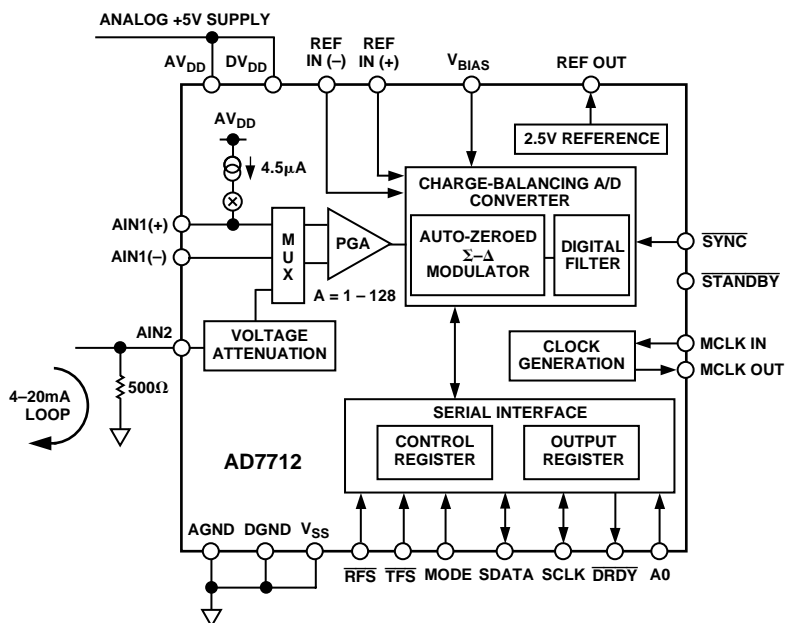 ANALOG +5V SUPPLY
AVDD
DVDD
REF
IN (–)
REF
IN (+)
VBIAS
REF OUT
AVDD
4.5μA
2.5V REFERENCE
CHARGE-BALANCING A/D
CONVERTER
AUTO-ZEROED
Σ–Δ
MODULATOR
DIGITAL
FILTER
AIN1(+)
AIN1(–)
M
U
X
PGA
A = 1 – 128
SYNC
STANDBY
AIN2
VOLTAGE
ATTENUATION
CLOCK
GENERATION
MCLK IN
MCLK OUT
4–20mA
LOOP
500Ω
SERIAL INTERFACE
CONTROL
REGISTER
OUTPUT
REGISTER
AD7712
AGND
DGND
VSS
RFS
TFS
MODE
SDATA
SCLK
DRDY
A0